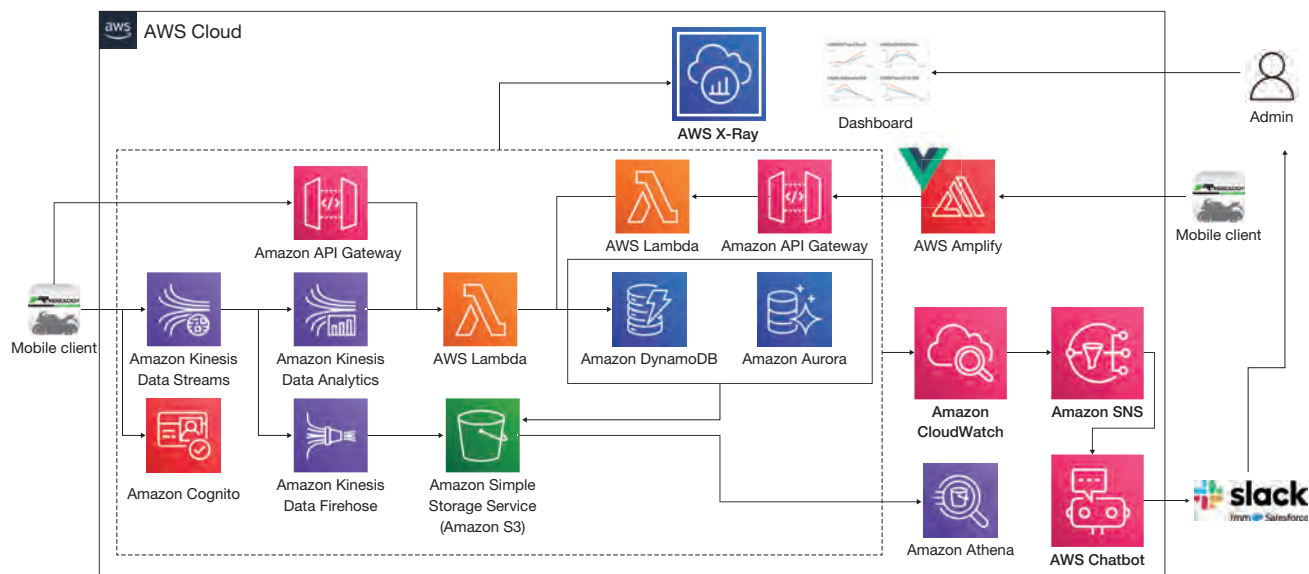 aws
AWS Cloud
AWS X-Ray
Dashboard
Admin
Amazon API Gateway
AWS Lambda
Amazon API Gateway
AWS Amplify
Mobile client
Mobile client
Amazon Kinesis
Data Streams
Amazon Kinesis
Data Analytics
AWS Lambda
Amazon DynamoDB
Amazon Aurora
Amazon
CloudWatch
Amazon SNS
Amazon Cognito
Amazon Kinesis
Data Firehose
Amazon Simple
Storage Service
(Amazon S3)
Amazon Athena
AWS Chatbot
slack
Salesforce